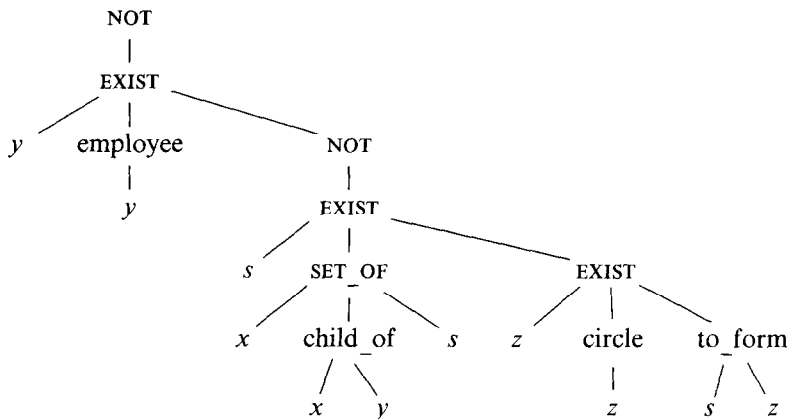 NOT
EXIST
y employee NOT
y EXIST
s SET_OF EXIST
x child_of s z circle to_form
x y z s z